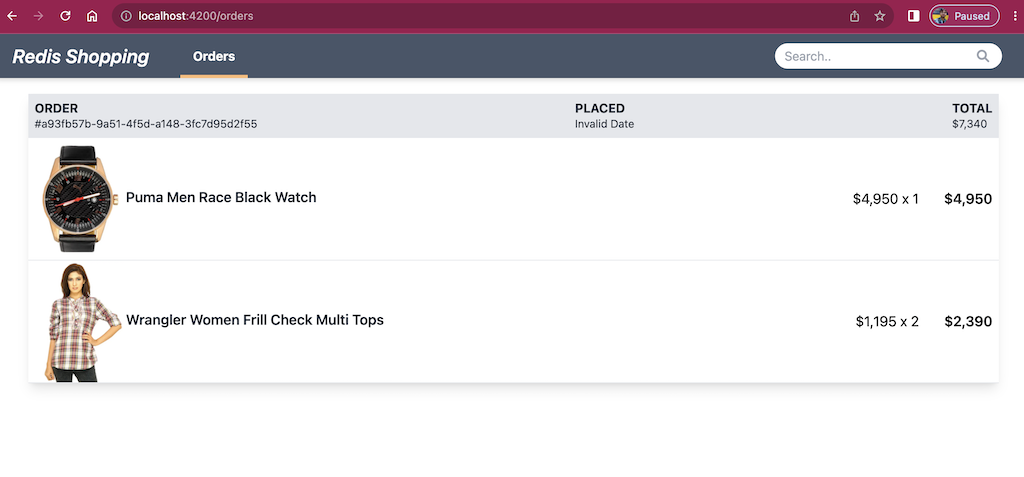 localhost:4200/orders
Paused
Redis Shopping
Orders
Search..
ORDER
PLACED
TOTAL
#a93fb57b-9a51-4f5d-a148-3fc7d95d2f55
Invalid Date
$7,340
Puma Men Race Black Watch
$4,950 x 1
$4,950
Wrangler Women Frill Check Multi Tops
$1,195 x 2
$2,390